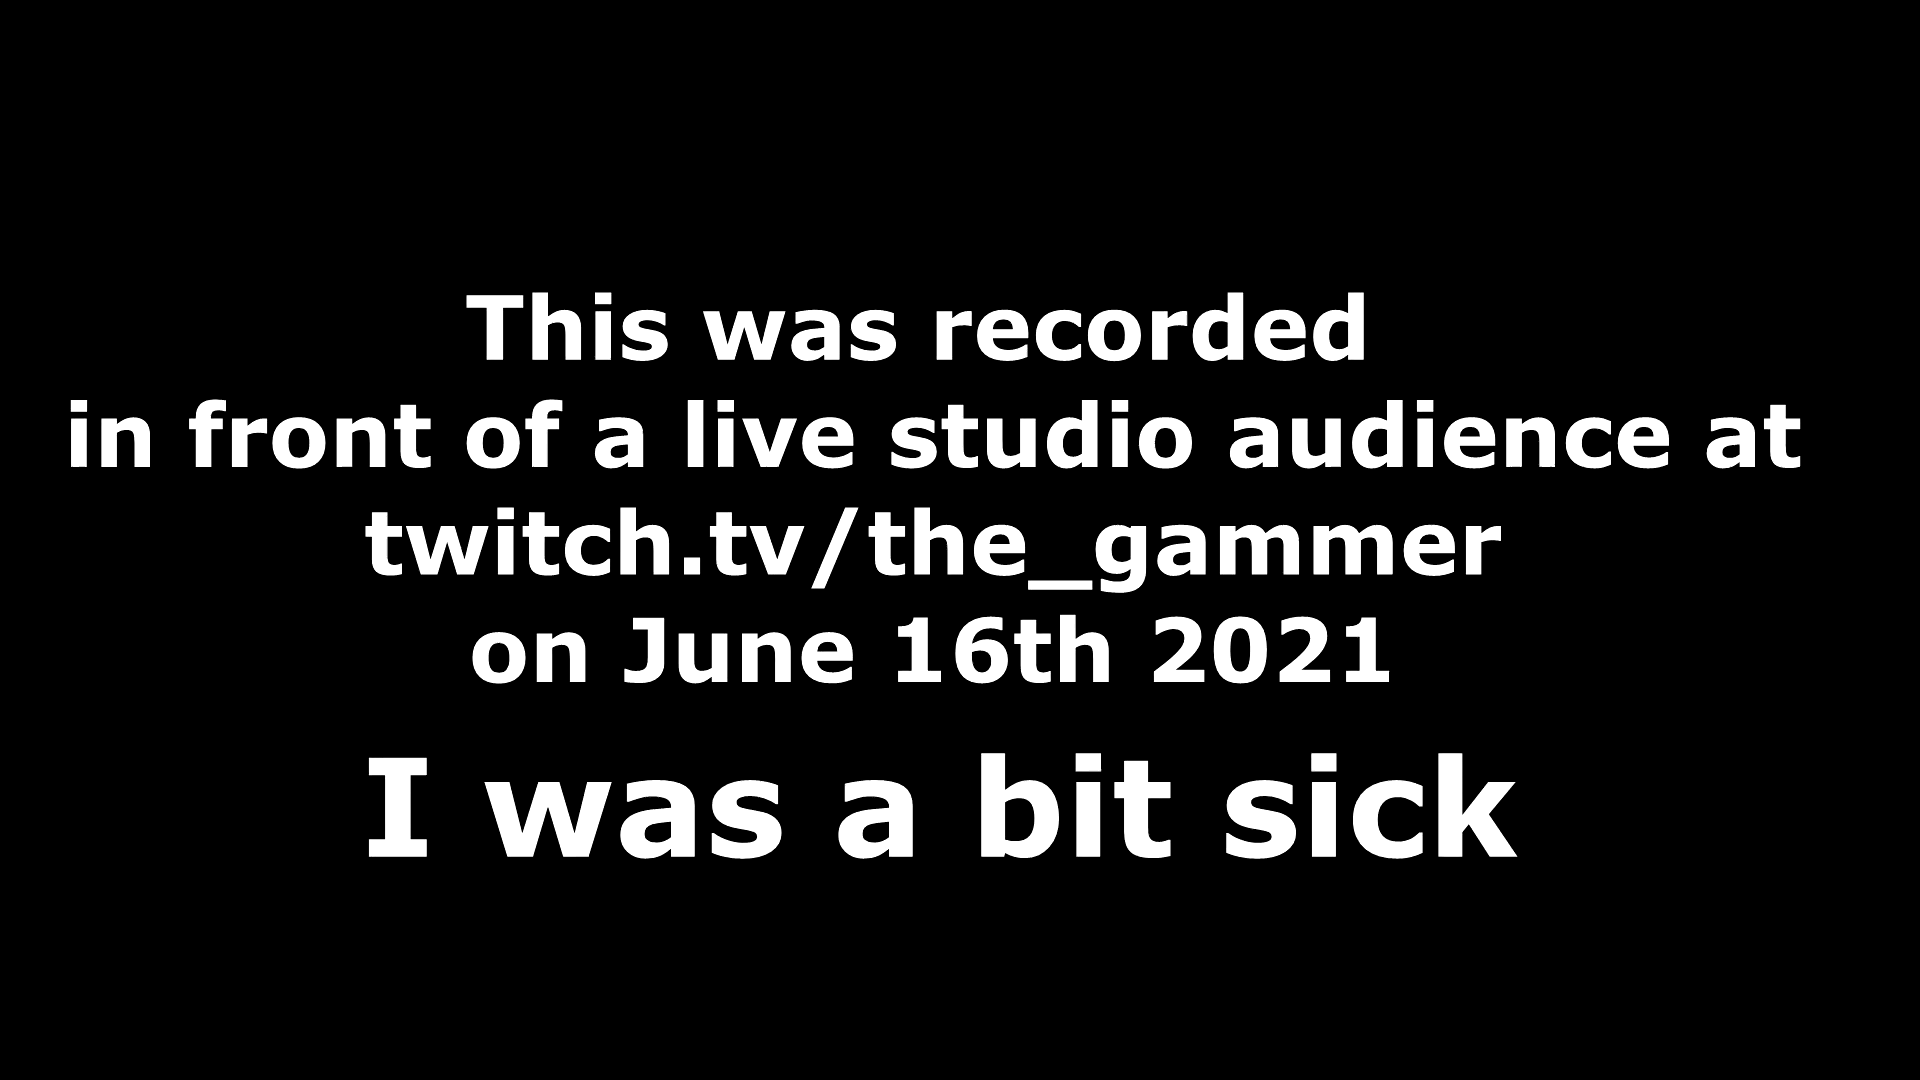 This was recorded
in front of a live studio audience at
twitch.tv/the_gammer
on June 16th 2021
I was a bit sick